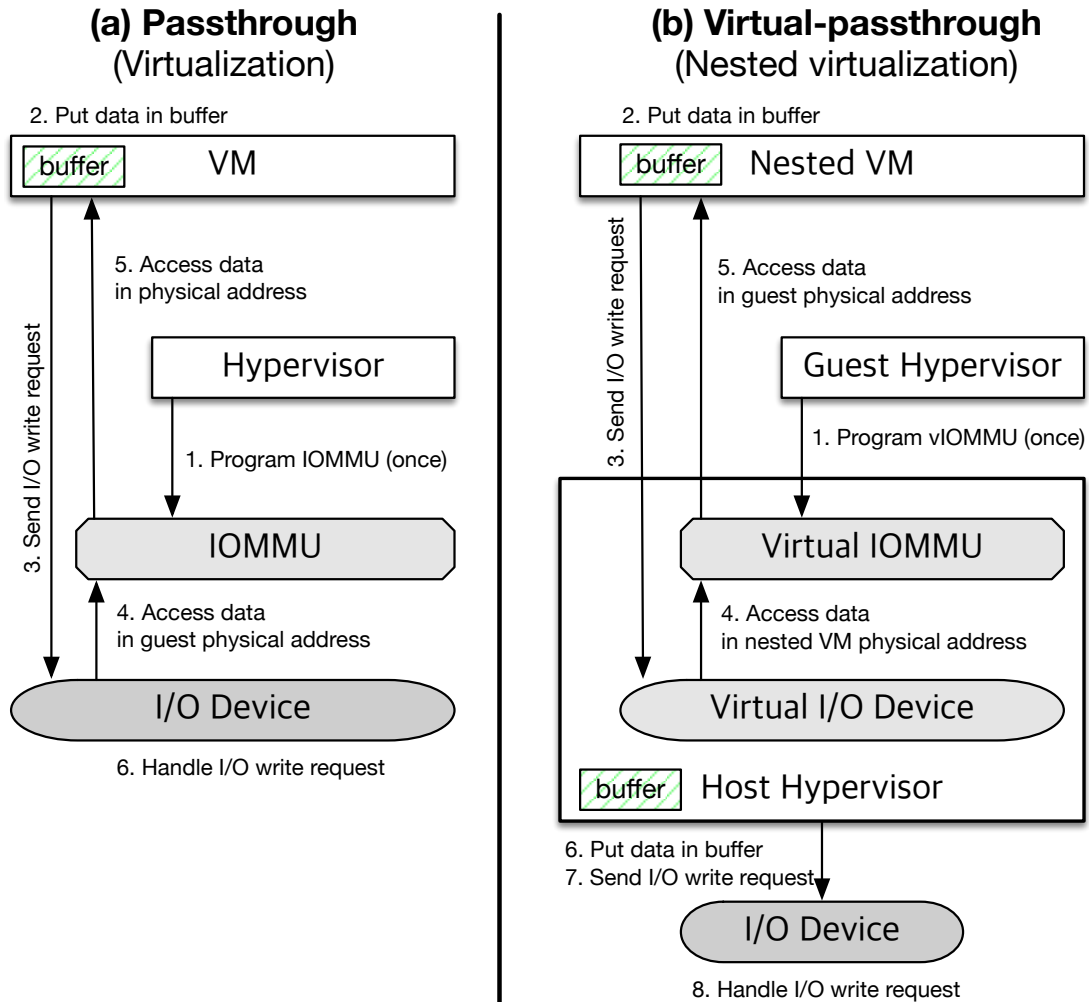 (a) Passthrough
(Virtualization)
2. Put data in buffer
buffer
VM
3. Send I/O write request
5. Access data
in physical address
Hypervisor
1. Program IOMMU (once)
IOMMU
4. Access data
in guest physical address
I/O Device
6. Handle I/O write request
(b) Virtual-passthrough
(Nested virtualization)
2. Put data in buffer
buffer
Nested VM
3. Send I/O write request
5. Access data
in guest physical address
Guest Hypervisor
1. Program vIOMMU (once)
Virtual IOMMU
4. Access data
in nested VM physical address
Virtual I/O Device
buffer
Host Hypervisor
6. Put data in buffer
7. Send I/O write request
I/O Device
8. Handle I/O write request